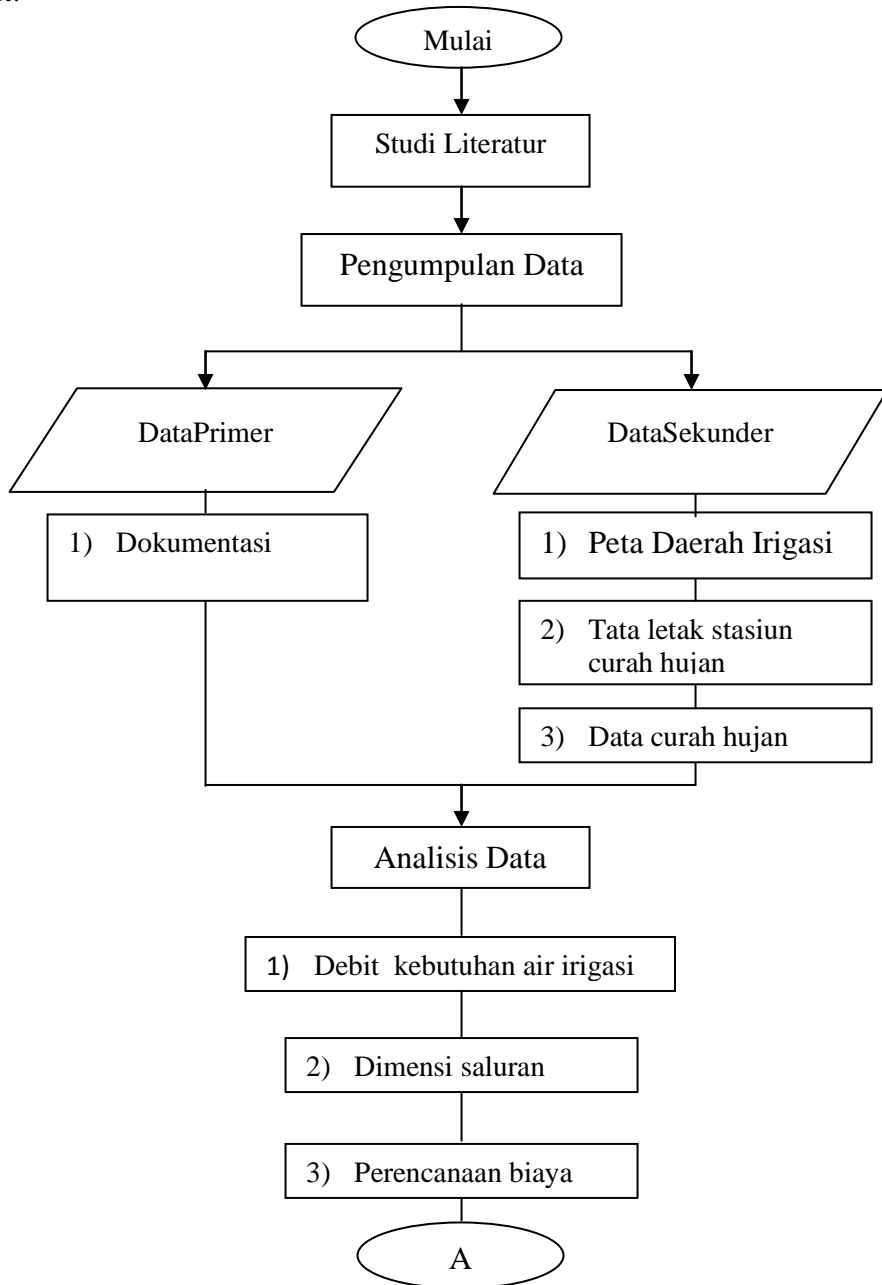 Mulai
Studi Literatur
Pengumpulan Data
DataPrimer
DataSekunder
1) Dokumentasi
1) Peta Daerah Irigasi
2) Tata letak stasiun
curah hujan
3) Data curah hujan
Analisis Data
1) Debit kebutuhan air irigasi
2) Dimensi saluran
3) Perencanaan biaya
A